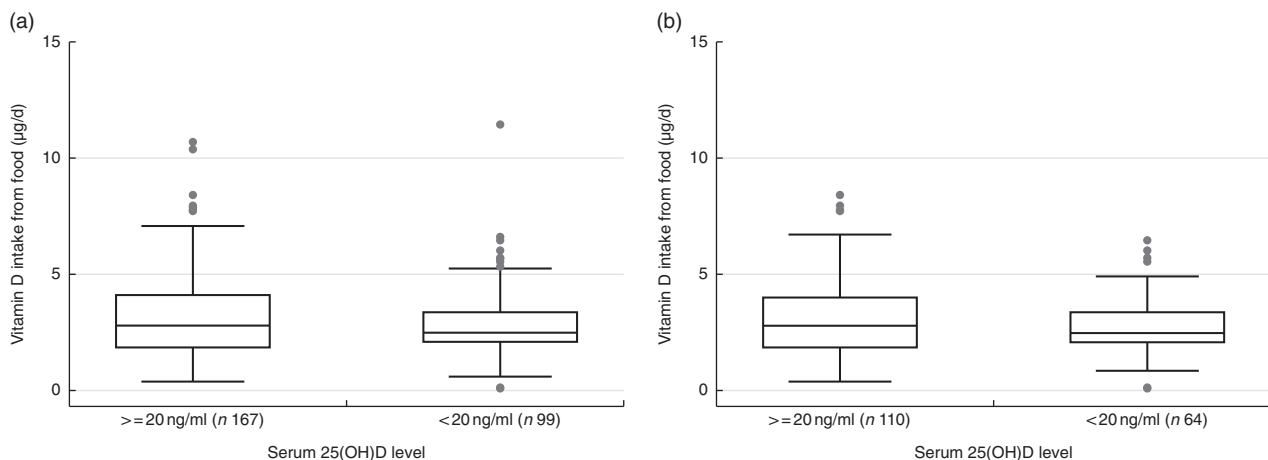 (a)
15
10
5
0
Vitamin D intake from food (μg/d)
>=20 ng/ml (n 167)
<20 ng/ml (n 99)
Serum 25(OH)D level
(b)
15
10
5
0
Vitamin D intake from food (μg/d)
>=20 ng/ml (n 110)
<20 ng/ml (n 64)
Serum 25(OH)D level